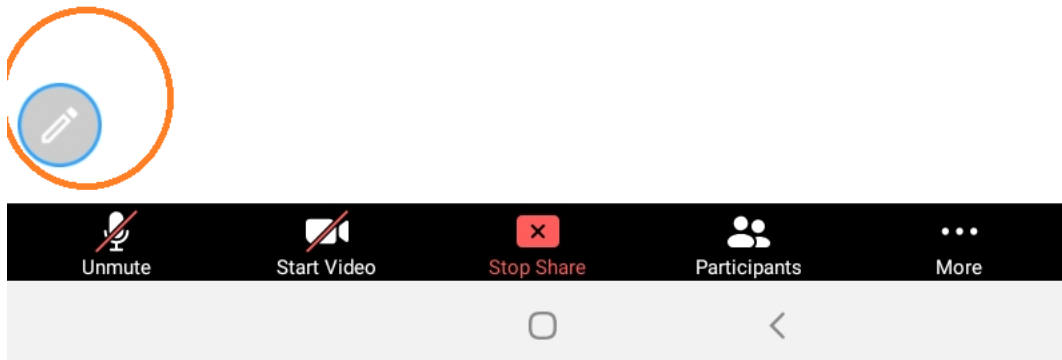 Unmute
Start Video
Stop Share
Participants
More